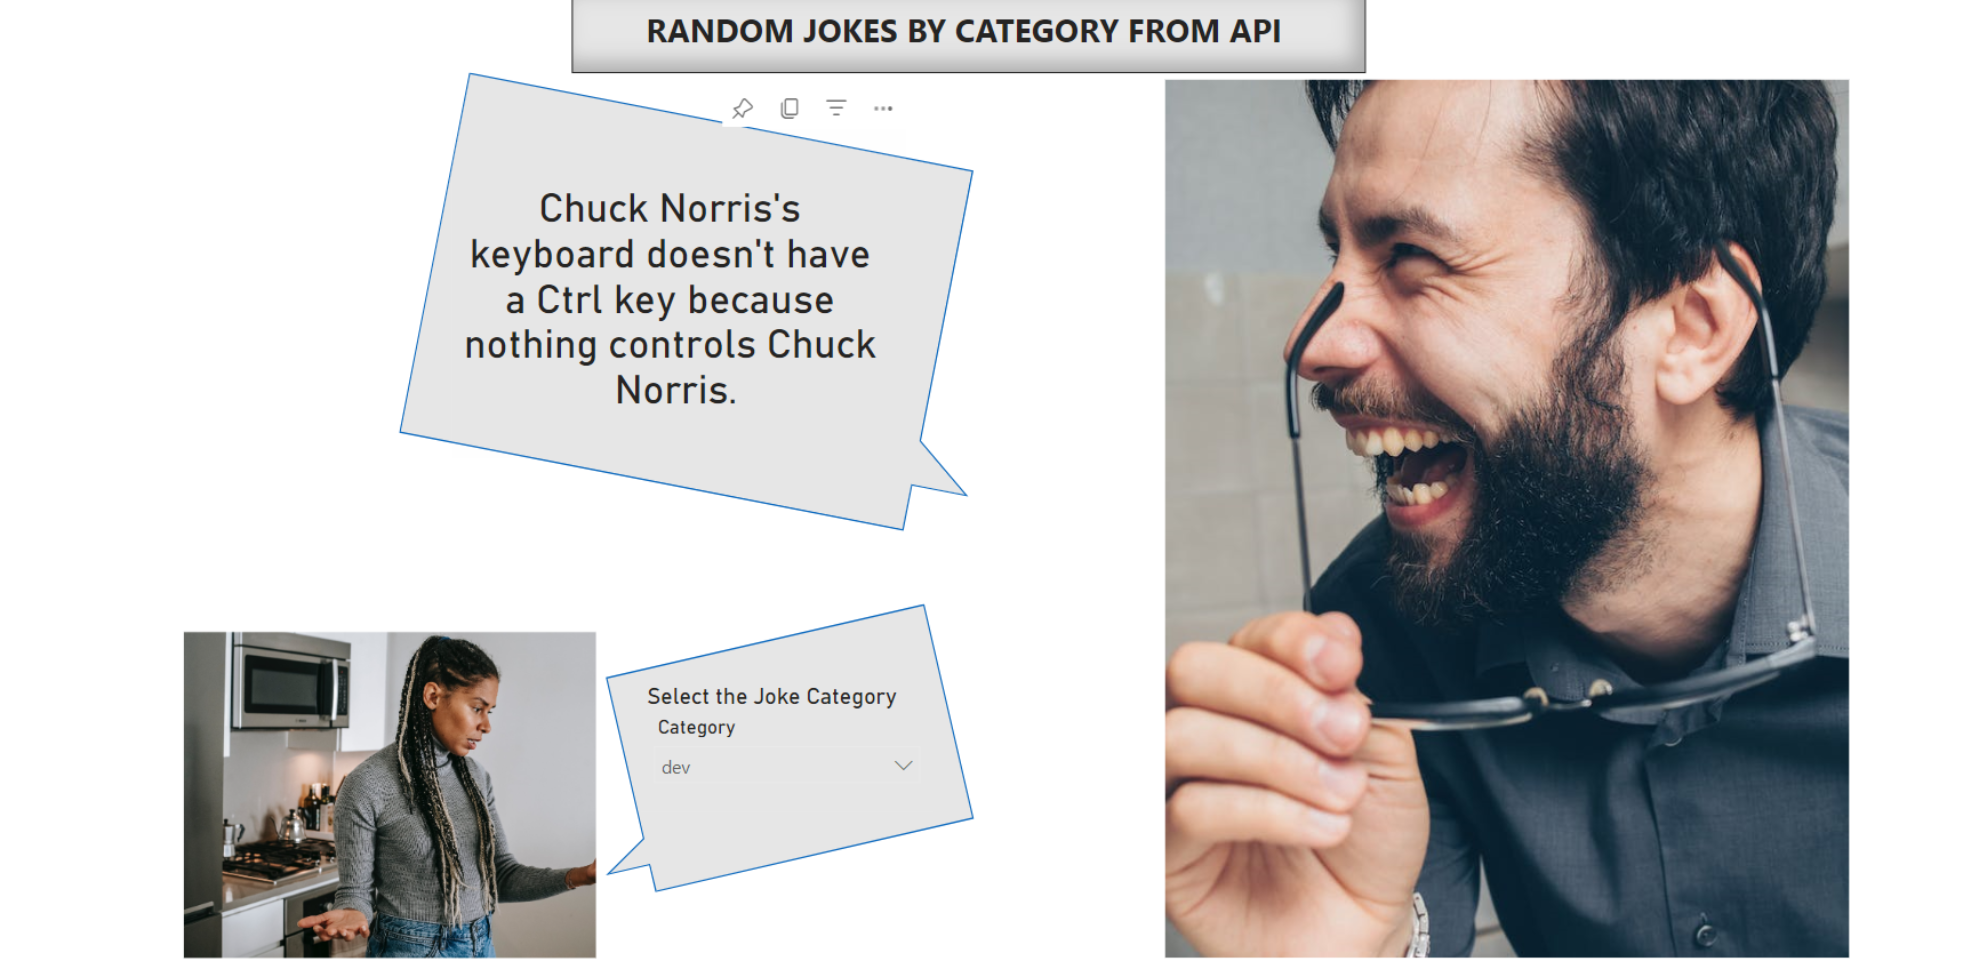 RANDOM JOKES BY CATEGORY FROM API
Chuck Norris's
keyboard doesn't have
a Ctrl key because
nothing controls Chuck
Norris.
Select the Joke Category
Category
dev